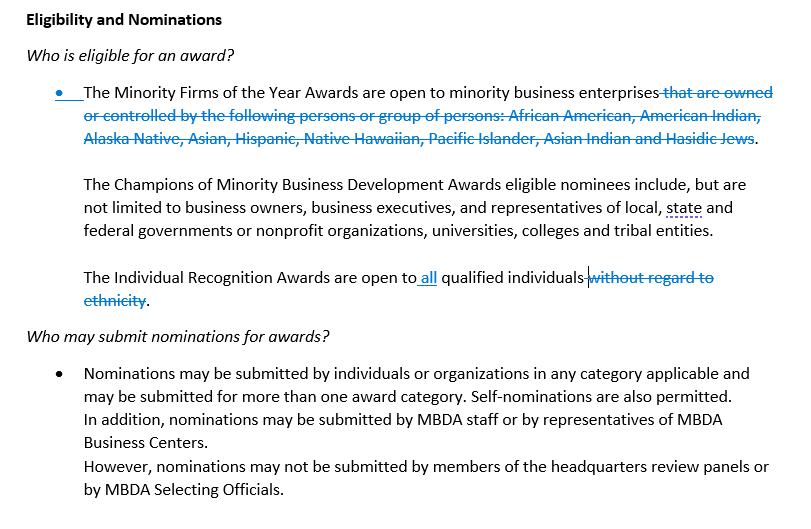 Eligibility and Nominations
Who is eligible for an award?
• The Minority Firms of the Year Awards are open to minority business enterprises that are owned
or controlled by the following persons or group of persons: African American, American Indian,
Alaska Native, Asian, Hispanic, Native Hawaiian, Pacific Islander, Asian Indian and Hasidic Jews.
The Champions of Minority Business Development Awards eligible nominees include, but are
not limited to business owners, business executives, and representatives of local, state and
federal governments or nonprofit organizations, universities, colleges and tribal entities.
The Individual Recognition Awards are open to all qualified individuals without regard to
ethnicity.
Who may submit nominations for awards?
• Nominations may be submitted by individuals or organizations in any category applicable and
may be submitted for more than one award category. Self-nominations are also permitted.
In addition, nominations may be submitted by MBDA staff or by representatives of MBDA
Business Centers.
However, nominations may not be submitted by members of the headquarters review panels or
by MBDA Selecting Officials.